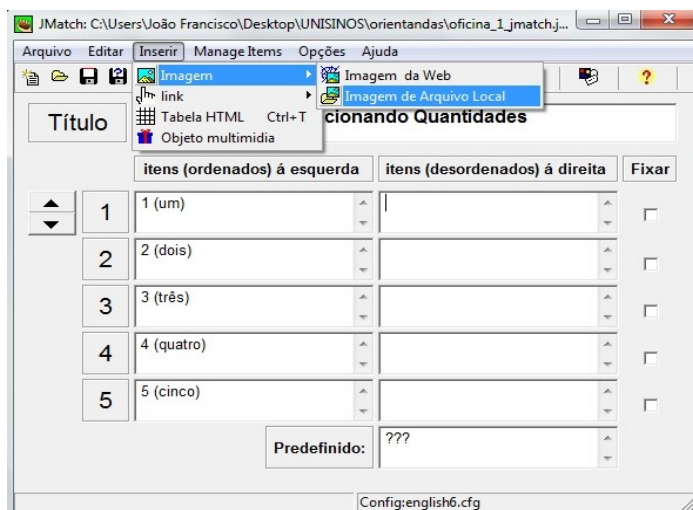 JMatch: C:\Users\João Francisco\Desktop\UNISINOS\orientandas\oficina_1_jmatch.j...
Arquivo Editar Inserir Manage Items Opções Ajuda
Imagem
Imagem da Web
link
Imagem de Arquivo Local
Tabela HTML Ctrl+T
Objeto multimidia
?
Título
cionando Quantidades
itens (ordenados) á esquerda
itens (desordenados) á direita
Fixar
1
1 (um)
2
2 (dois)
3
3 (três)
4
4 (quatro)
5
5 (cinco)
Predefinido:
???
Config:english6.cfg